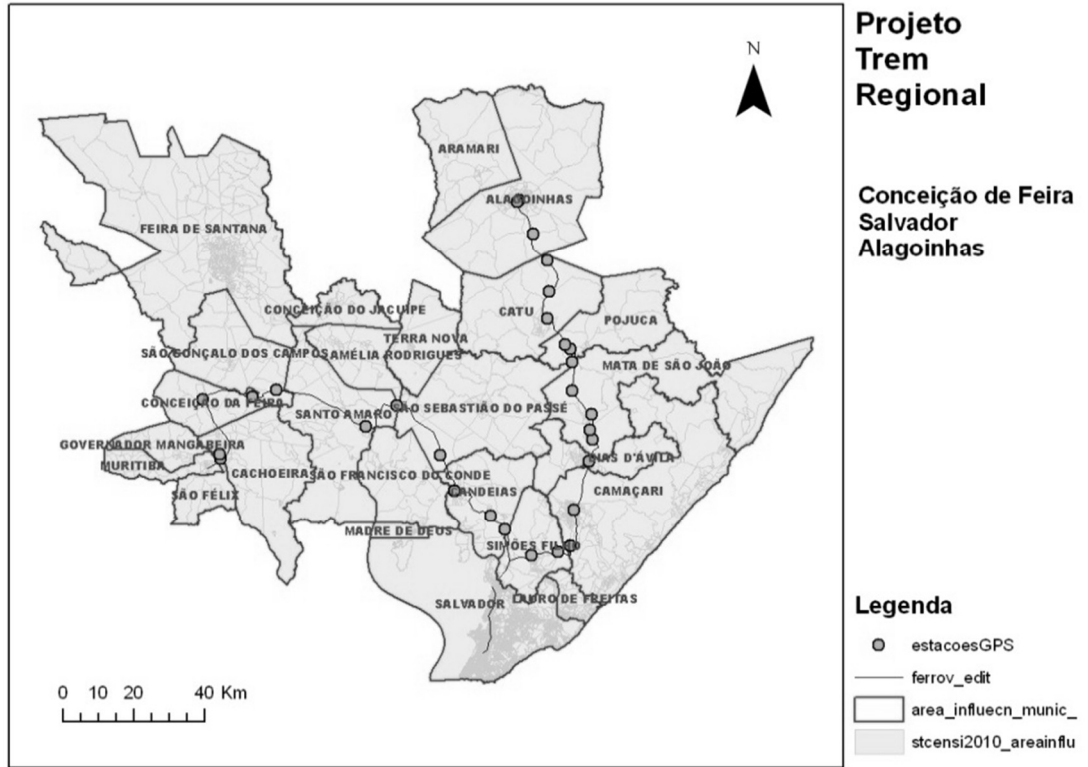 Projeto
Trem
Regional
N
Conceição de Feira
Salvador
Alagoinhas
ARAMARI
ALAGOINHAS
FEIRA DE SANTANA
CONCEIÇÃO DO JACUIPE
CATU
POJUCA
TERRA NOVA
SÃO GONÇALO DOS CAMPOS
AMÉLIA RODRIGUES
MATA DE SÃO JOÃO
CONCEIÇÃO DA FEIRA
SANTO AMARO
SÃO SEBASTIÃO DO PASSÉ
GOVERNADOR MANGABEIRA
MURITIBA
CACHOEIRA
SÃO FRANCISCO DO CONDE
IAS D'ÁVILA
SÃO FÉLIX
ANDEIAS
CAMAÇARI
MADRE DE DEUS
SIMÕES FILHO
SALVADOR
LAURO DE FREITAS
0 10 20 40 Km
Legenda
estacoesGPS
ferrov_edit
area_influecn_munic_
stcensi2010_areainflu